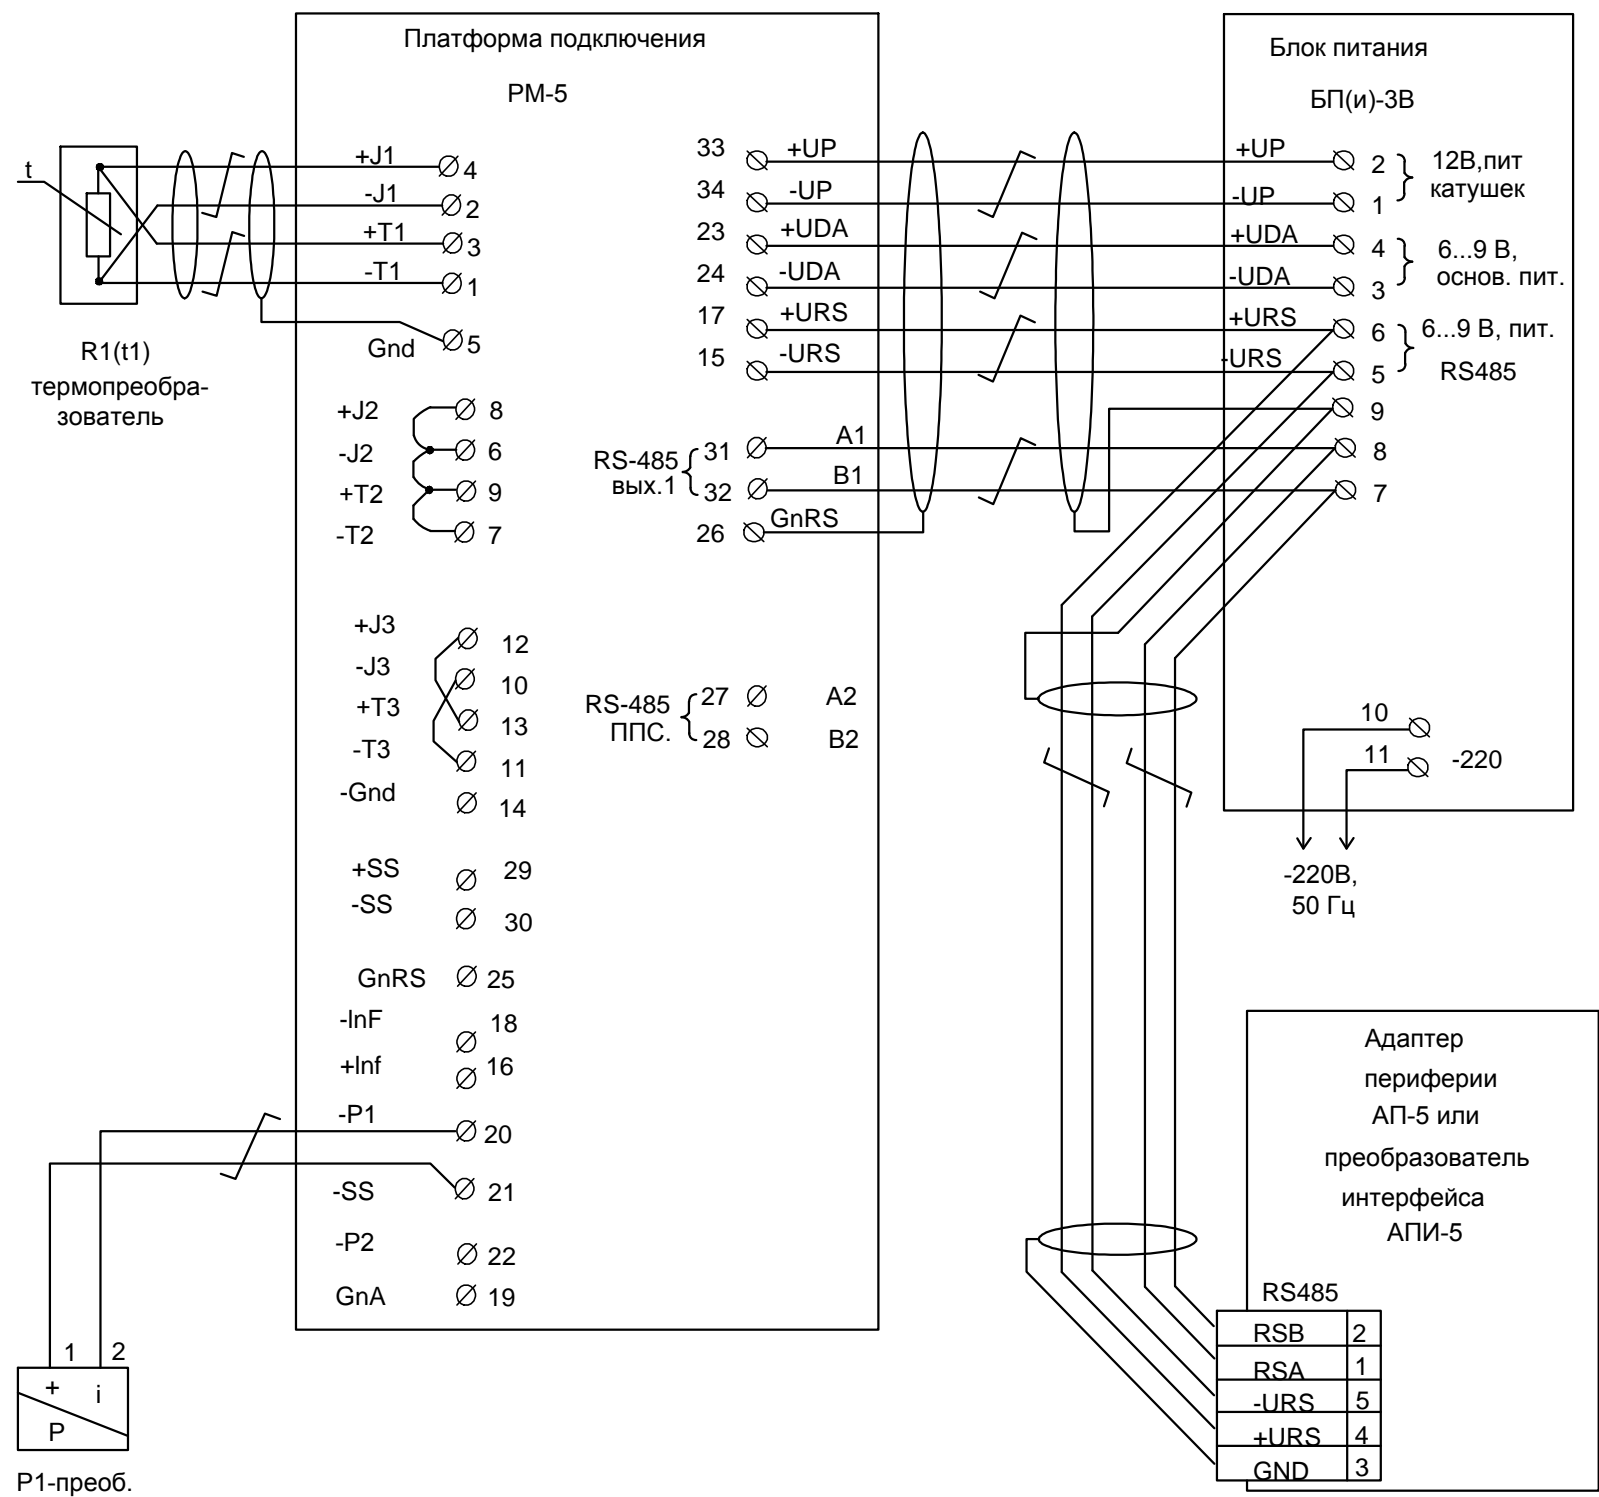 Платформа подключения
РМ-5
t
+J1
4
-J1
2
+T1
3
-T1
1
Gnd
5
R1(t1)
термопреобра-
зователь
+J2
8
-J2
6
+T2
9
-T2
7
+J3
12
-J3
10
+T3
13
-T3
11
-Gnd
14
+SS
29
-SS
30
GnRS
25
-InF
18
+Inf
16
-P1
20
-SS
21
-P2
22
GnA
19
1
2
+
i
P
P1-преоб.
33
+UP
34
-UP
23
+UDA
24
-UDA
17
+URS
15
-URS
RS-485
вых.1
31
A1
32
B1
26
GnRS
RS-485
ППС.
27
A2
28
B2
Блок питания
БП(и)-3В
+UP
2
-UP
1
12В,пит
катушек
+UDA
4
-UDA
3
6...9 В,
основ. пит.
+URS
6
-URS
5
6...9 В, пит.
RS485
9
8
7
10
11
-220
-220В,
50 Гц
Адаптер
периферии
АП-5 или
преобразователь
интерфейса
АПИ-5
RS485
RSB 2
RSA 1
-URS 5
+URS 4
GND 3